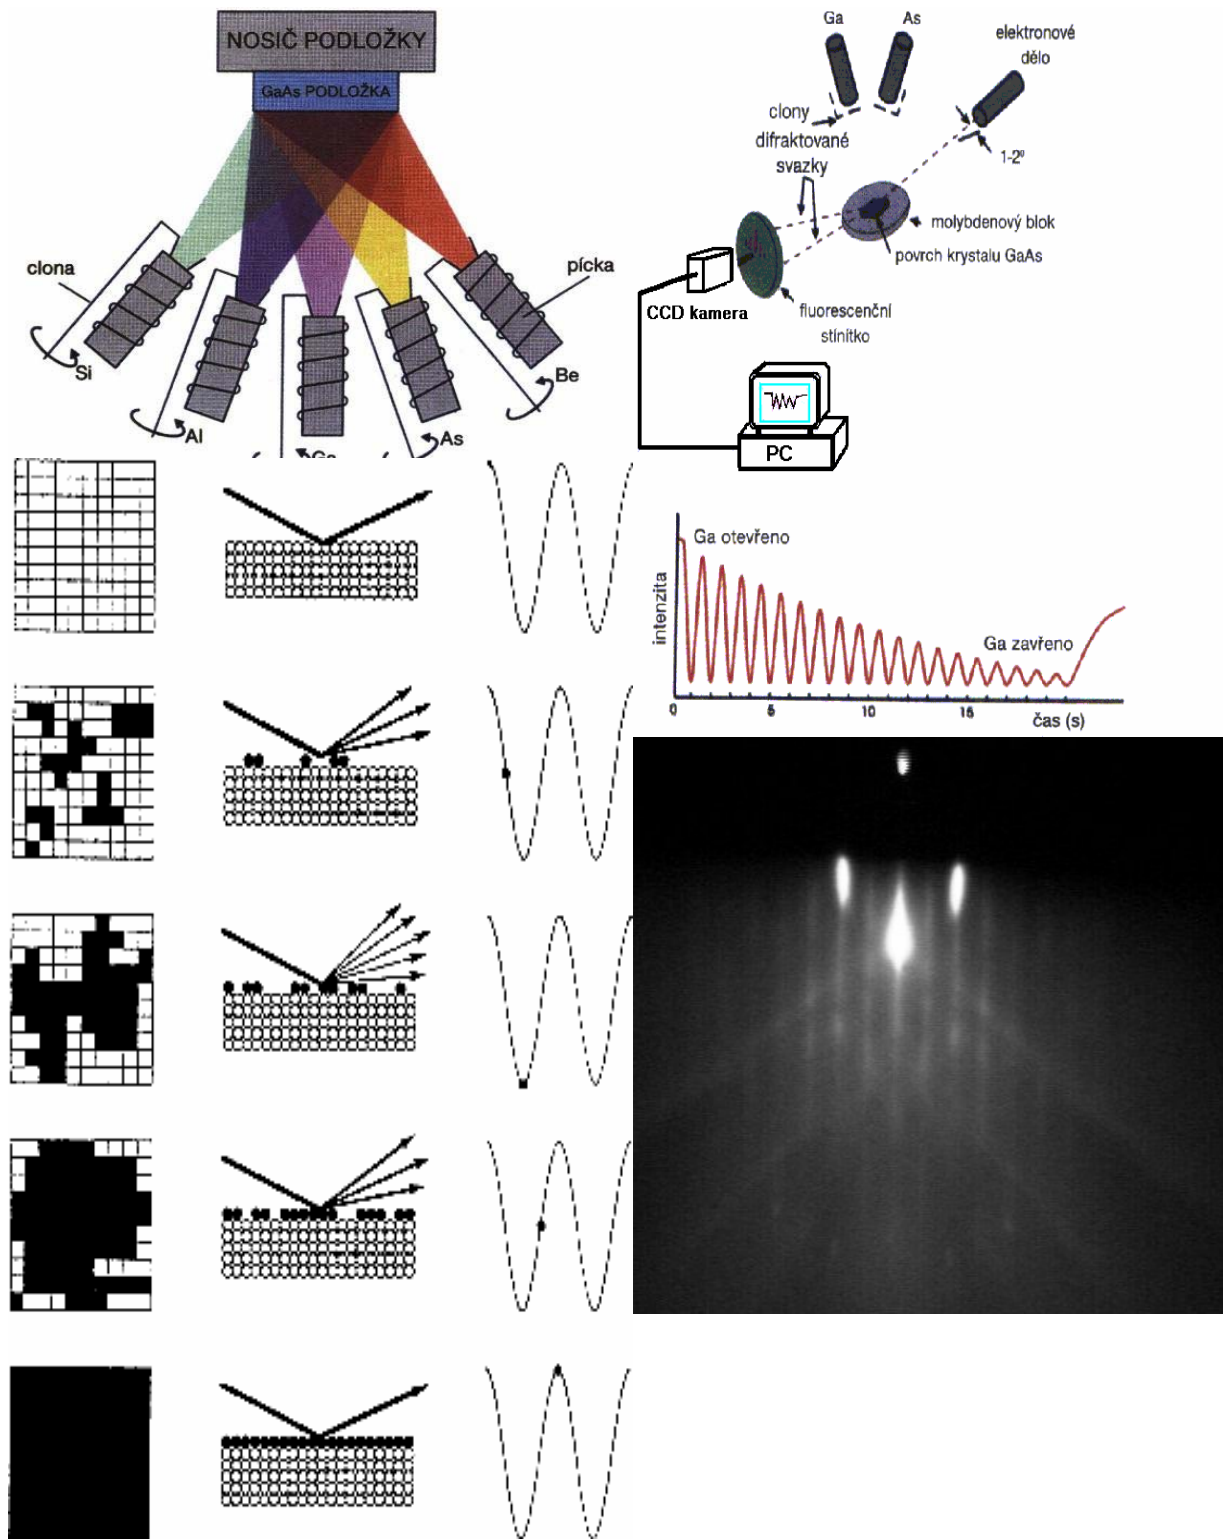 NOSIČ PODLOŽKY
GaAs PODLOŽKA
clona
pícka
Si
Al
Ga
As
Be
Ga
As
elektronové
dělo
clony
difraktované
svazky
1-2º
molybdenový blok
povrch krystalu GaAs
CCD kamera
fluorescenční
stínítko
PC
intenzita
Ga otevřeno
Ga zavřeno
0
5
10
15
čas (s)